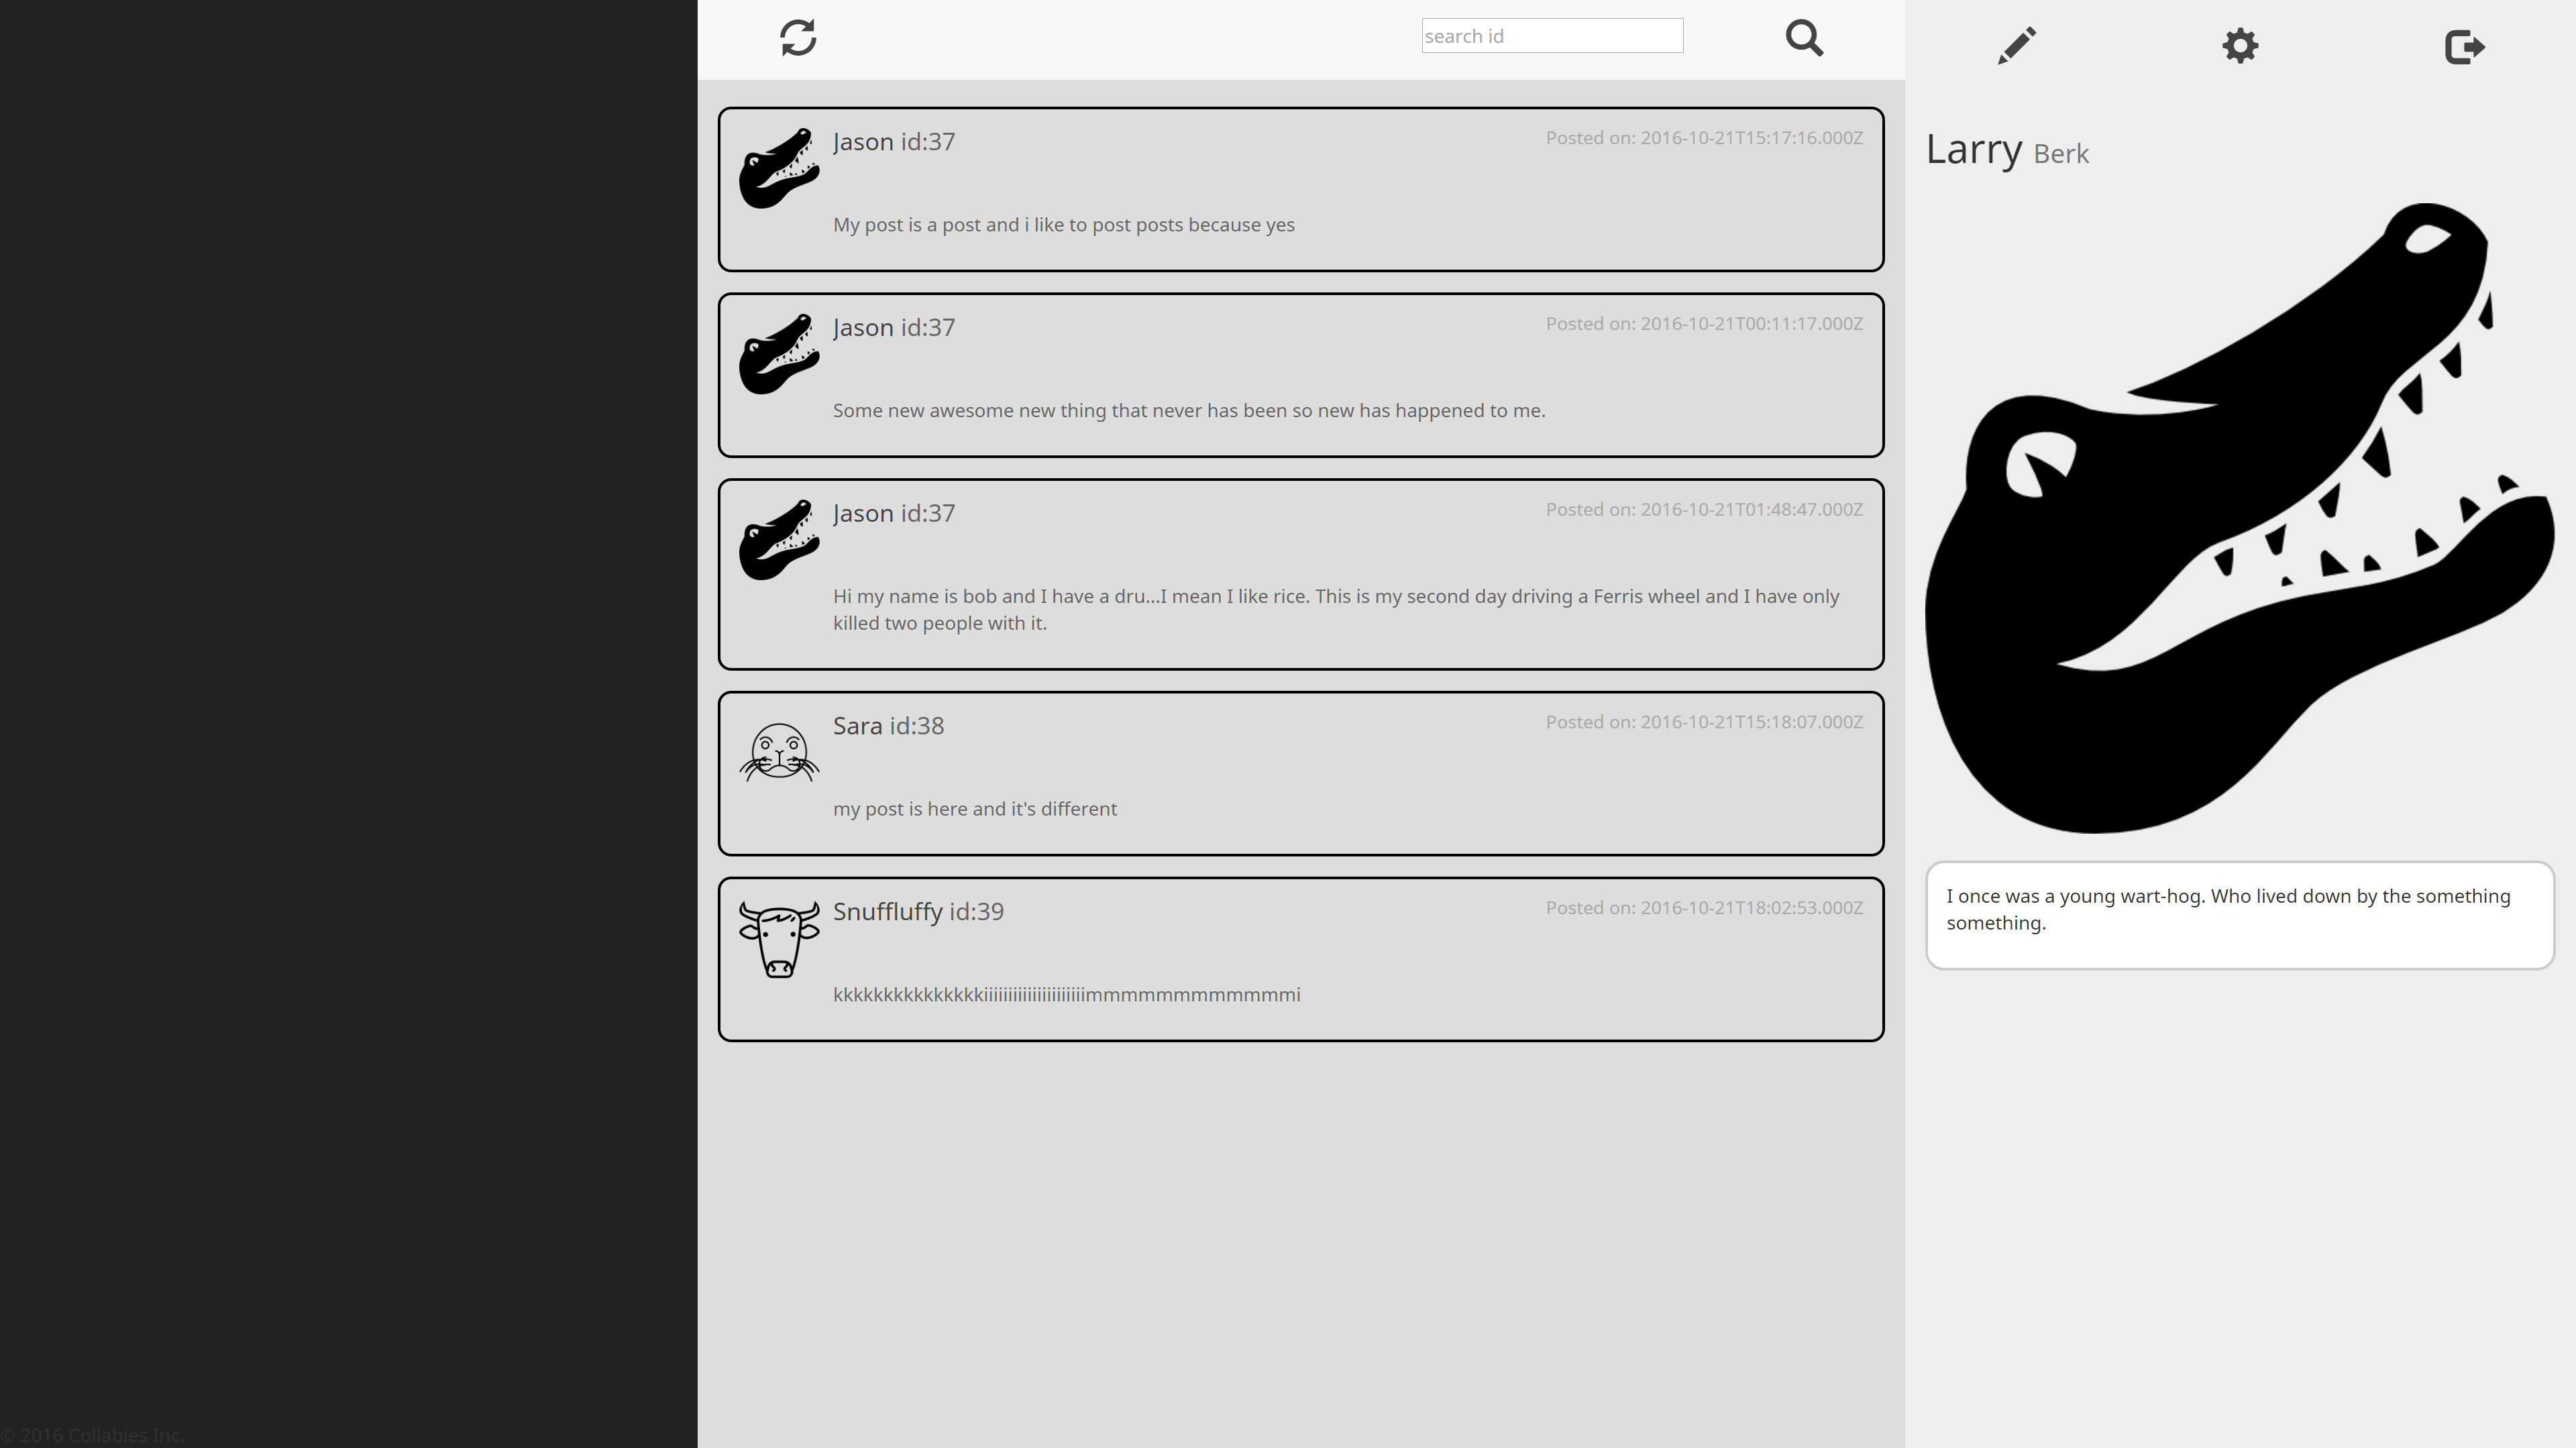 search id
Jason id:37
Posted on: 2016-10-21T15:17:16.000Z
My post is a post and i like to post posts because yes
Jason id:37
Posted on: 2016-10-21T00:11:17.000Z
Some new awesome new thing that never has been so new has happened to me.
Jason id:37
Posted on: 2016-10-21T01:48:47.000Z
Hi my name is bob and I have a dru...I mean I like rice. This is my second day driving a Ferris wheel and I have only
killed two people with it.
Sara id:38
Posted on: 2016-10-21T15:18:07.000Z
my post is here and it's different
Snuffluffy id:39
Posted on: 2016-10-21T18:02:53.000Z
Larry Berk
I once was a young wart-hog. Who lived down by the something
something.
© 2016 Collabies Inc.